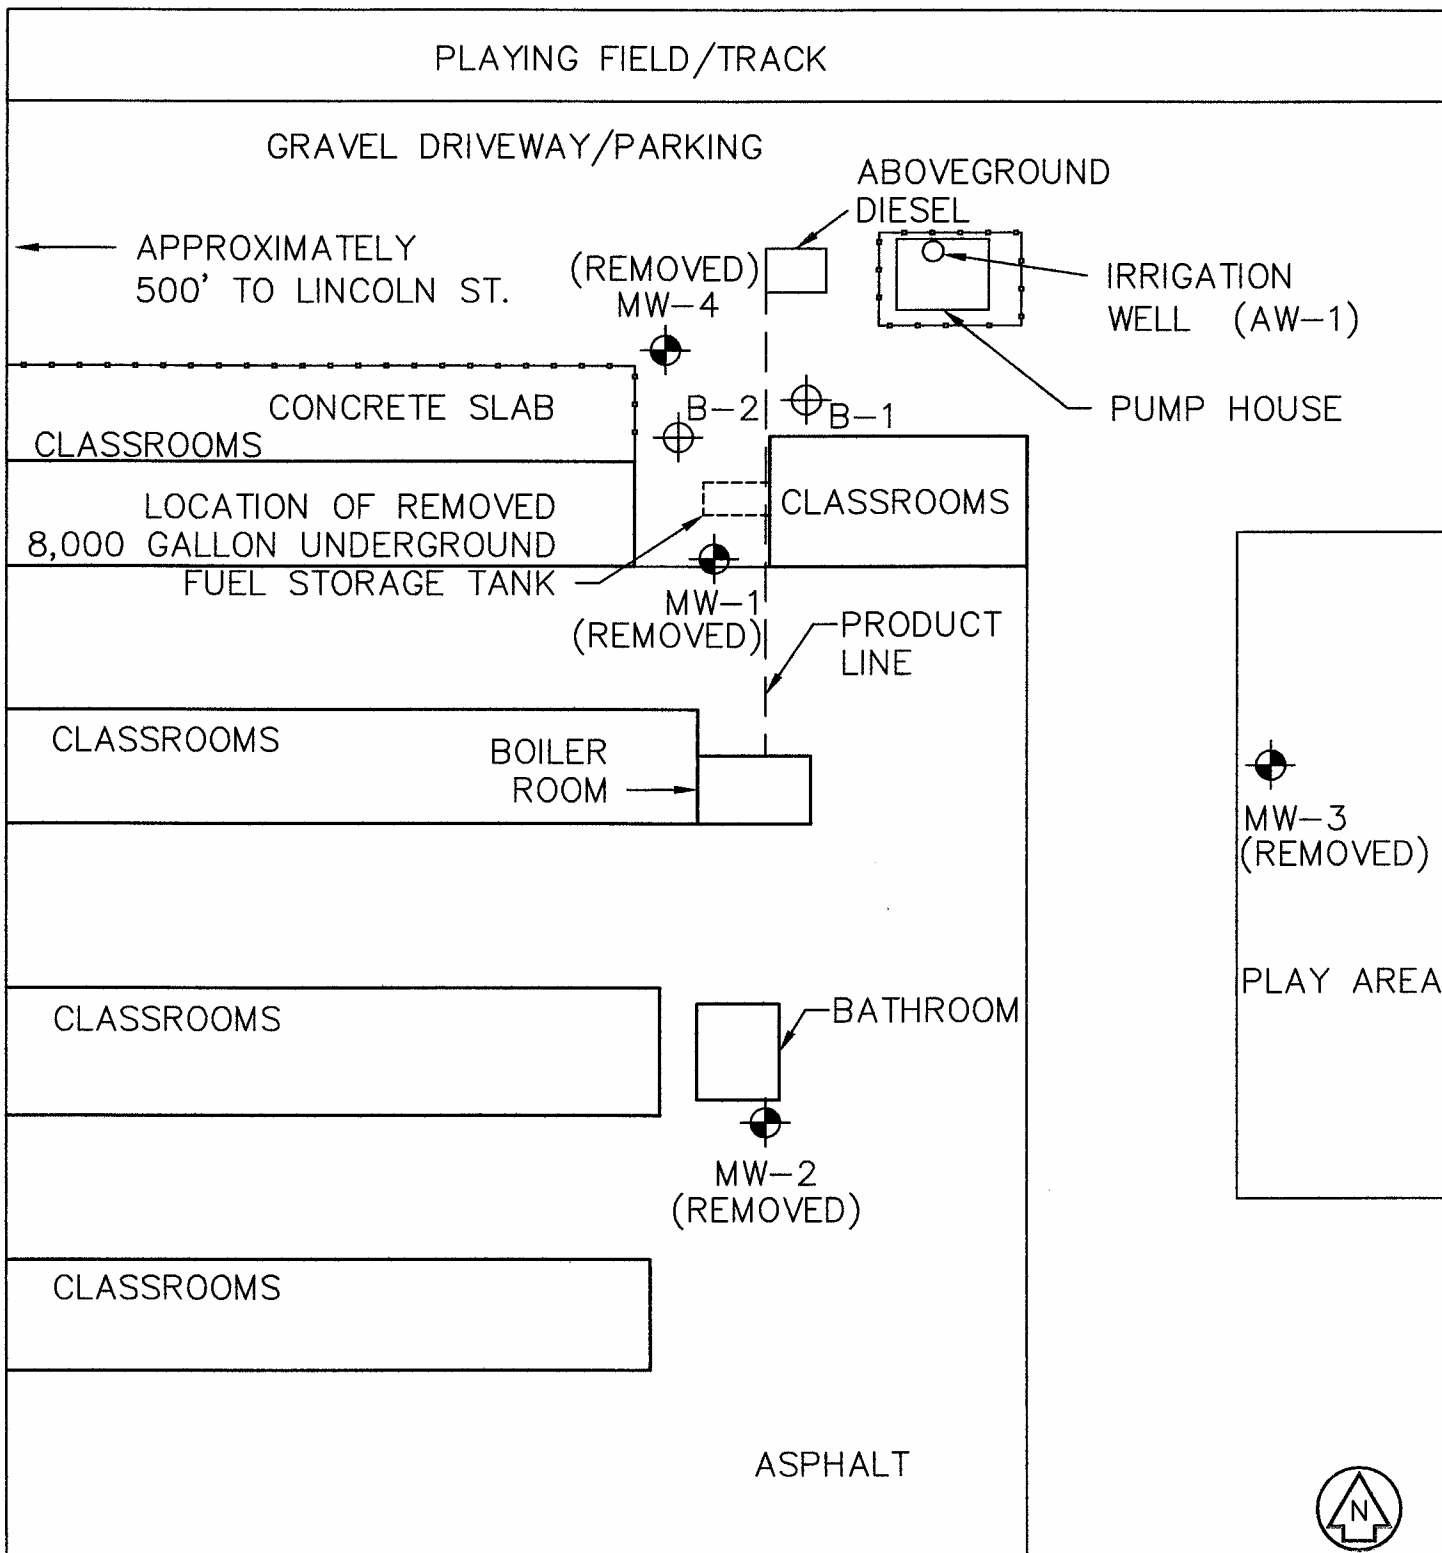 PLAYING FIELD/TRACK
GRAVEL DRIVEWAY/PARKING
ABOVEGROUND
DIESEL
APPROXIMATELY
500' TO LINCOLN ST.
(REMOVED)
MW-4
IRRIGATION
WELL (AW-1)
PUMP HOUSE
CONCRETE SLAB
B-2
B-1
CLASSROOMS
LOCATION OF REMOVED
8,000 GALLON UNDERGROUND
FUEL STORAGE TANK
CLASSROOMS
MW-1
(REMOVED)
PRODUCT
LINE
CLASSROOMS
BOILER
ROOM
MW-3
(REMOVED)
PLAY AREA
CLASSROOMS
BATHROOM
MW-2
(REMOVED)
CLASSROOMS
ASPHALT
N